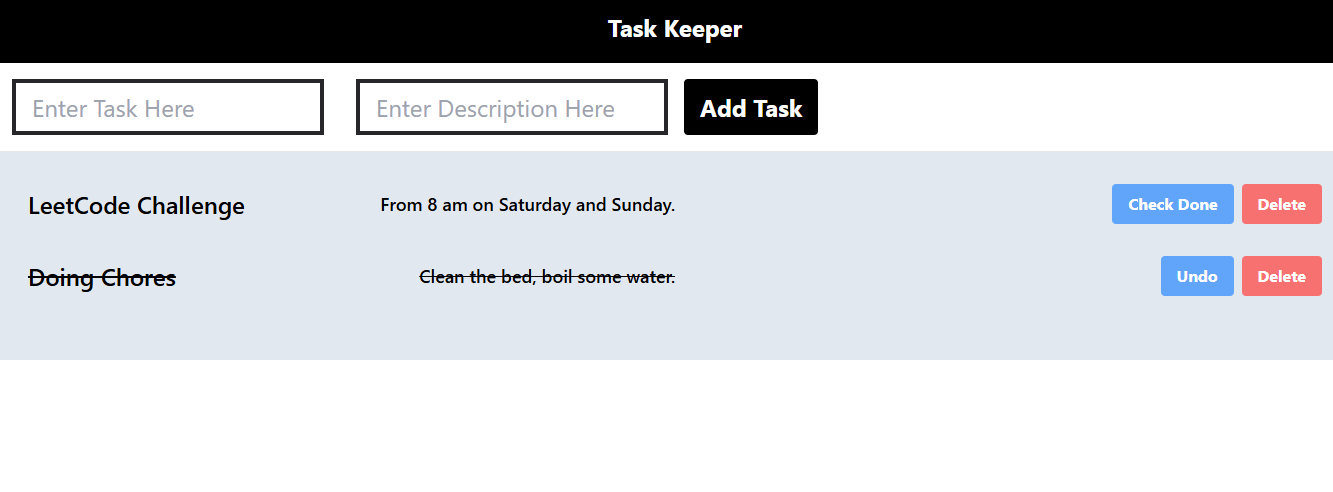 Task Keeper
Enter Task Here Enter Description Here Add Task
LeetCode Challenge From 8 am on Saturday and Sunday. Check Done Delete
Doing Chores Clean the bed, boil some water. Undo Delete